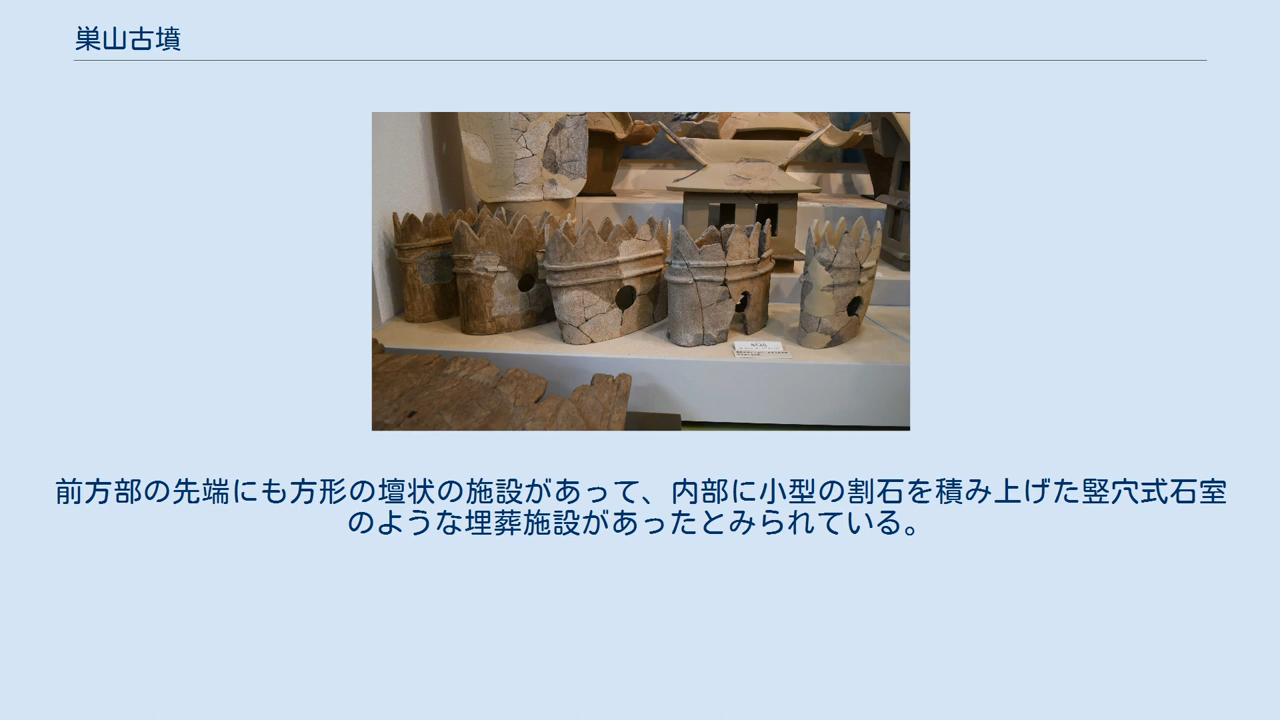 巣山古墳
前方部の先端にも方形の壇状の施設があって、内部に小型の割石を積み上げた竪穴式石室
のような埋葬施設があったとみられている。